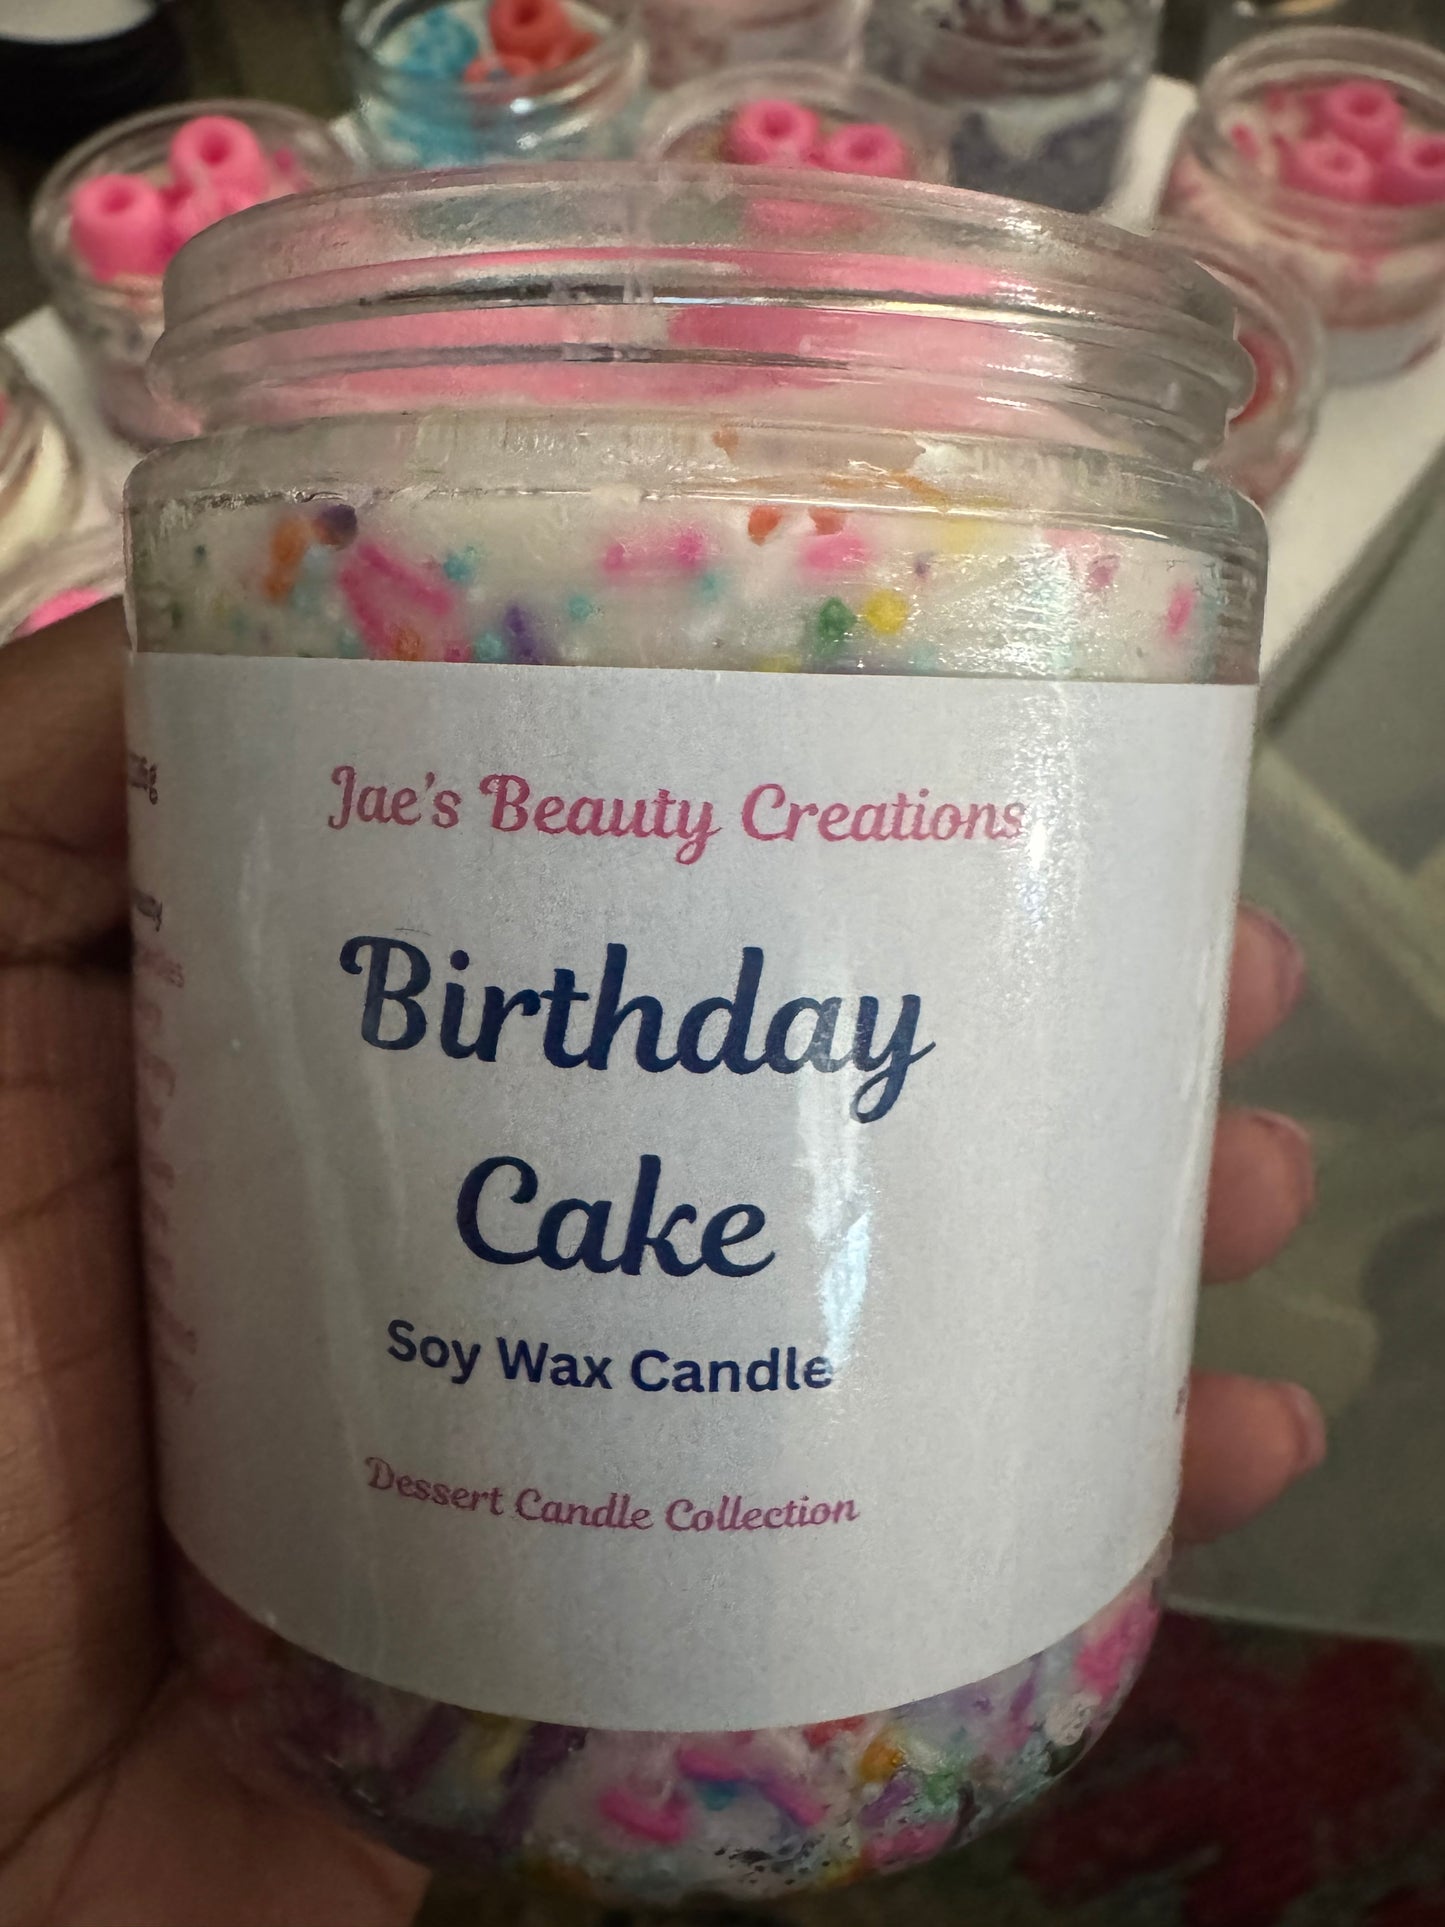 Jae's Beauty Creations
Birthday
Cake
Soy Wax Candle
Dessert Candle Collection